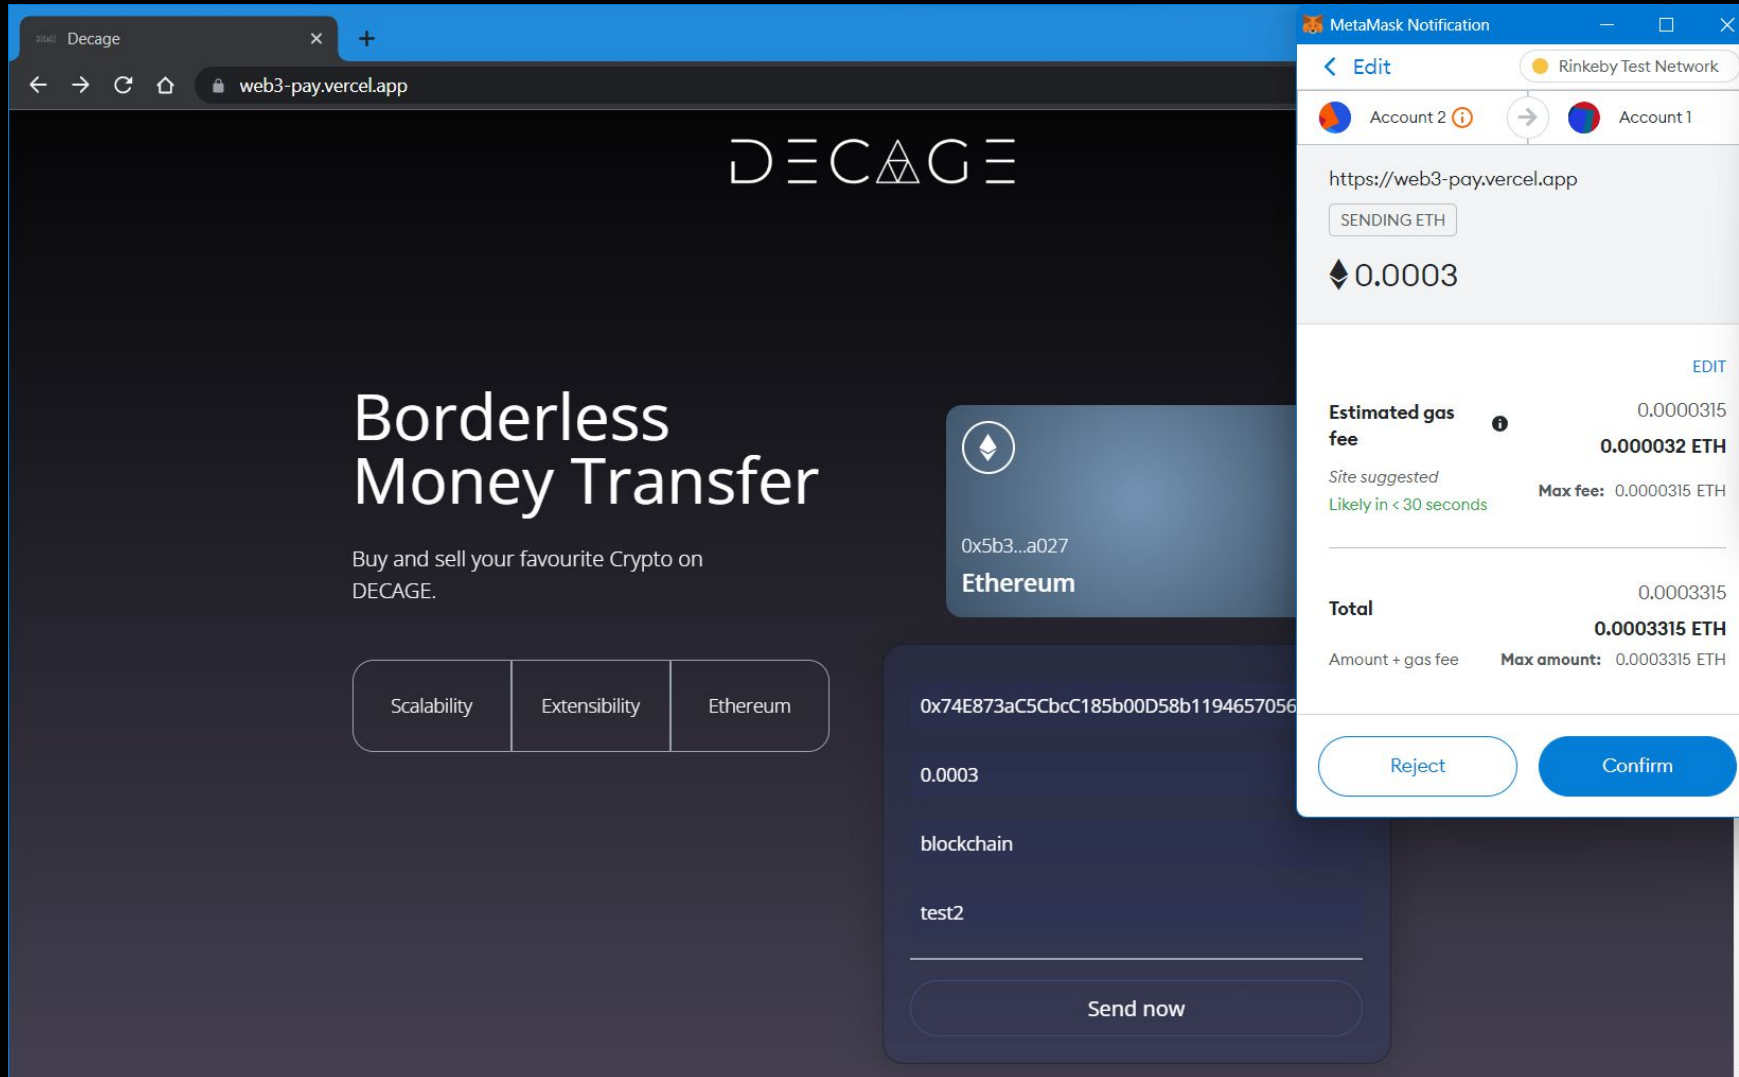 Decage
web3-pay.vercel.app
DECAGE
Borderless
Money Transfer
Buy and sell your favourite Crypto on
DECAGE.
Scalability
Extensibility
Ethereum
0x5b3...a027
Ethereum
0x74E873aC5CbcC185b00D58b1194657056
0.0003
blockchain
test2
Send now
MetaMask Notification
Edit
Rinkeby Test Network
Account 2
Account 1
https://web3-pay.vercel.app
SENDING ETH
0.0003
EDIT
Estimated gas
fee
0.0000315
0.000032 ETH
Site suggested
Likely in < 30 seconds
Max fee: 0.0000315 ETH
Total
0.0003315
0.0003315 ETH
Amount + gas fee
Max amount: 0.0003315 ETH
Reject
Confirm